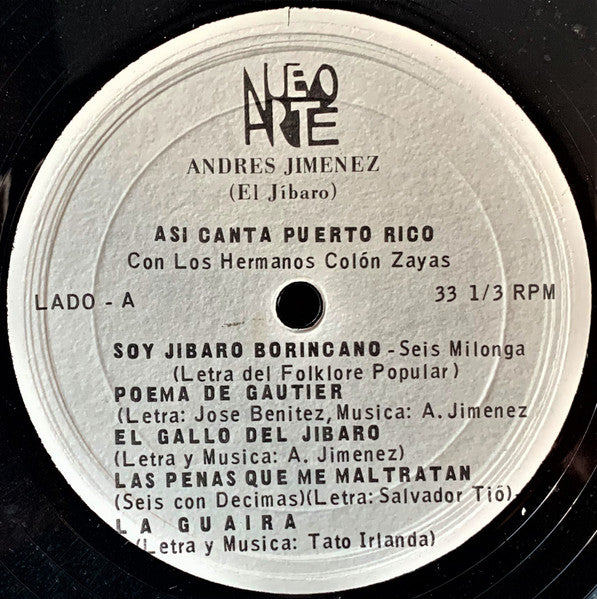 NUEVO
ARTE
ANDRES JIMENEZ
(El Jíbaro)
ASI CANTA PUERTO RICO
Con Los Hermanos Colón Zayas
LADO - A 33 1/3 RPM
SOY JIBARO BORINCANO - Seis Milonga
(Letra del Folklore Popular)
POEMA DE GAUTIER
(Letra: Jose Benitez, Musica: A. Jimenez
EL GALLO DEL JIBARO
(Letra y Musica: A. Jimenez)
LAS PENAS QUE ME MALTRATAN
(Seis con Decimas)(Letra: Salvador Tió)
LA GUAIRA
(Letra y Musica: Tato Irlanda)